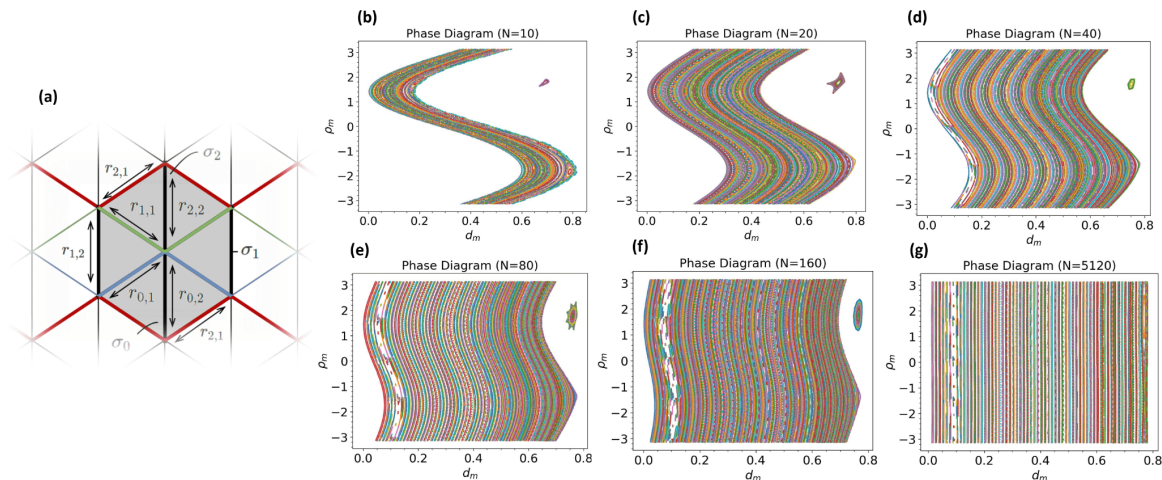 (a)
σ₂
r₂,₁
r₁,₁
r₂,₂
r₁,₂
σ₁
r₀,₁
r₀,₂
σ₀
r₂,₁
(b)
Phase Diagram (N=10)
ρₘ
3
2
1
0
−1
−2
−3
0.0 0.2 0.4 0.6 0.8
dₘ
(c)
Phase Diagram (N=20)
ρₘ
3
2
1
0
−1
−2
−3
0.0 0.2 0.4 0.6 0.8
dₘ
(d)
Phase Diagram (N=40)
ρₘ
3
2
1
0
−1
−2
−3
0.0 0.2 0.4 0.6 0.8
dₘ
(e)
Phase Diagram (N=80)
ρₘ
3
2
1
0
−1
−2
−3
0.0 0.2 0.4 0.6 0.8
dₘ
(f)
Phase Diagram (N=160)
ρₘ
3
2
1
0
−1
−2
−3
0.0 0.2 0.4 0.6 0.8
dₘ
(g)
Phase Diagram (N=5120)
ρₘ
3
2
1
0
−1
−2
−3
0.0 0.2 0.4 0.6 0.8
dₘ